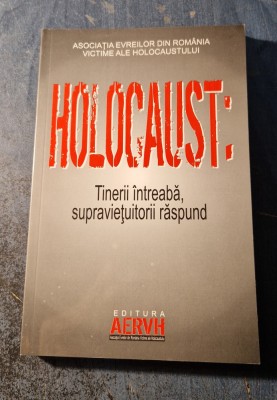 ASOCIAȚIA EVREILOR DIN ROMÂNIA
VICTIME ALE HOLOCAUSTULUI
HOLOCAUST:
Tinerii întreabă,
supraviețuitorii răspund
EDITURA
AERVH